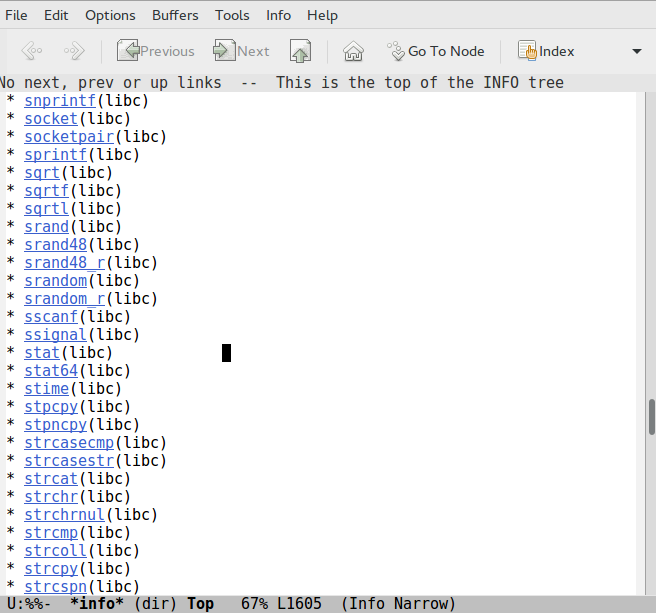 File Edit Options Buffers Tools Info Help
Previous Next Go To Node Index
No next, prev or up links -- This is the top of the INFO tree
* snprintf(libc)
* socket(libc)
* socketpair(libc)
* sprintf(libc)
* sqrt(libc)
* sqrtf(libc)
* sqrtl(libc)
* srand(libc)
* srand48(libc)
* srand48_r(libc)
* srandom(libc)
* srandom_r(libc)
* sscanf(libc)
* ssignal(libc)
* stat(libc)
* stat64(libc)
* stime(libc)
* stpcpy(libc)
* stpncpy(libc)
* strcasecmp(libc)
* strcasestr(libc)
* strcat(libc)
* strchr(libc)
* strchrnul(libc)
* strcmp(libc)
* strcoll(libc)
* strcpy(libc)
* strcspn(libc)
U:%%- *info* (dir) Top 67% L1605 (Info Narrow)